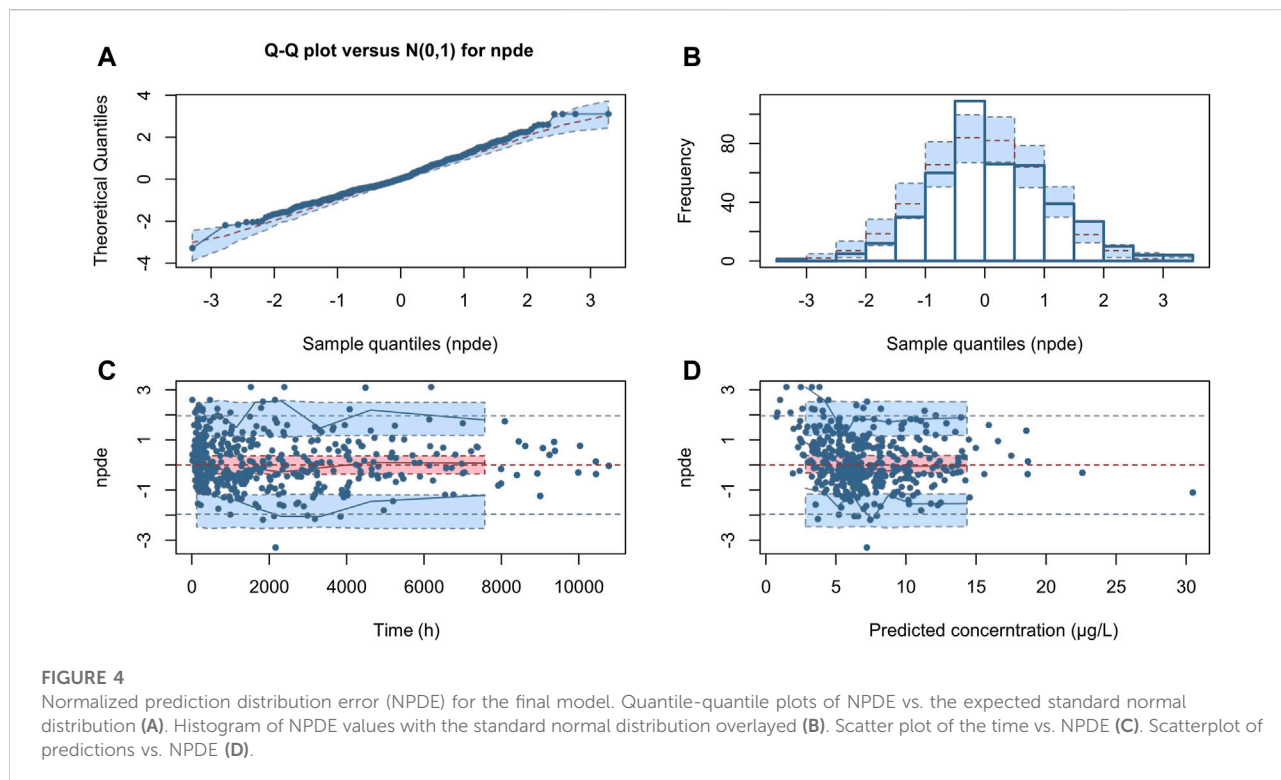 A
Q-Q plot versus N(0,1) for npde
Theoretical Quantiles
4
2
0
-2
-4
-3 -2 -1 0 1 2 3
Sample quantiles (npde)
B
Frequency
80
40
0
-3 -2 -1 0 1 2 3
Sample quantiles (npde)
C
npde
3
1
-1
-3
0 2000 4000 6000 8000 10000
Time (h)
D
npde
3
1
-1
-3
0 5 10 15 20 25 30
Predicted concerntration (µg/L)
FIGURE 4
Normalized prediction distribution error (NPDE) for the final model. Quantile-quantile plots of NPDE vs. the expected standard normal
distribution (A). Histogram of NPDE values with the standard normal distribution overlayed (B). Scatter plot of the time vs. NPDE (C). Scatterplot of
predictions vs. NPDE (D).